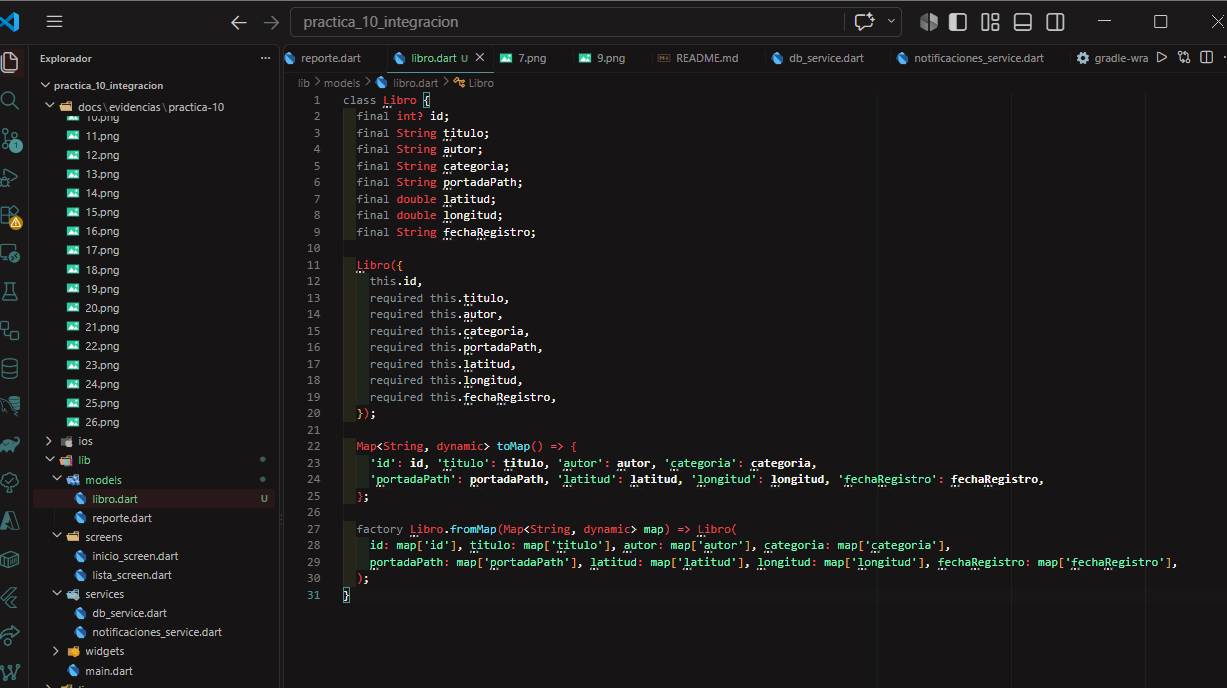 practica_10_integracion
Explorador
reporte.dart
libro.dart U
7.png
9.png
README.md
db_service.dart
notificaciones_service.dart
gradle-wra
lib > models > libro.dart > Libro
practica_10_integracion
docs\evidencias\practica-10
10.png
11.png
12.png
13.png
14.png
15.png
16.png
17.png
18.png
19.png
20.png
21.png
22.png
23.png
24.png
25.png
26.png
ios
lib
models
libro.dart U
reporte.dart
screens
inicio_screen.dart
lista_screen.dart
services
db_service.dart
notificaciones_service.dart
widgets
main.dart
1 class Libro {
2 final int? id;
3 final String titulo;
4 final String autor;
5 final String categoria;
6 final String portadaPath;
7 final double latitud;
8 final double longitud;
9 final String fechaRegistro;
10
11 Libro({
12 this.id,
13 required this.titulo,
14 required this.autor,
15 required this.categoria,
16 required this.portadaPath,
17 required this.latitud,
18 required this.longitud,
19 required this.fechaRegistro,
20 });
21
22 Map<String, dynamic> toMap() => {
23 'id': id, 'titulo': titulo, 'autor': autor, 'categoria': categoria,
24 'portadaPath': portadaPath, 'latitud': latitud, 'longitud': longitud, 'fechaRegistro': fechaRegistro,
25 };
26
27 factory Libro.fromMap(Map<String, dynamic> map) => Libro(
28 id: map['id'], titulo: map['titulo'], autor: map['autor'], categoria: map['categoria'],
29 portadaPath: map['portadaPath'], latitud: map['latitud'], longitud: map['longitud'], fechaRegistro: map['fechaRegistro'],
30 );
31 }